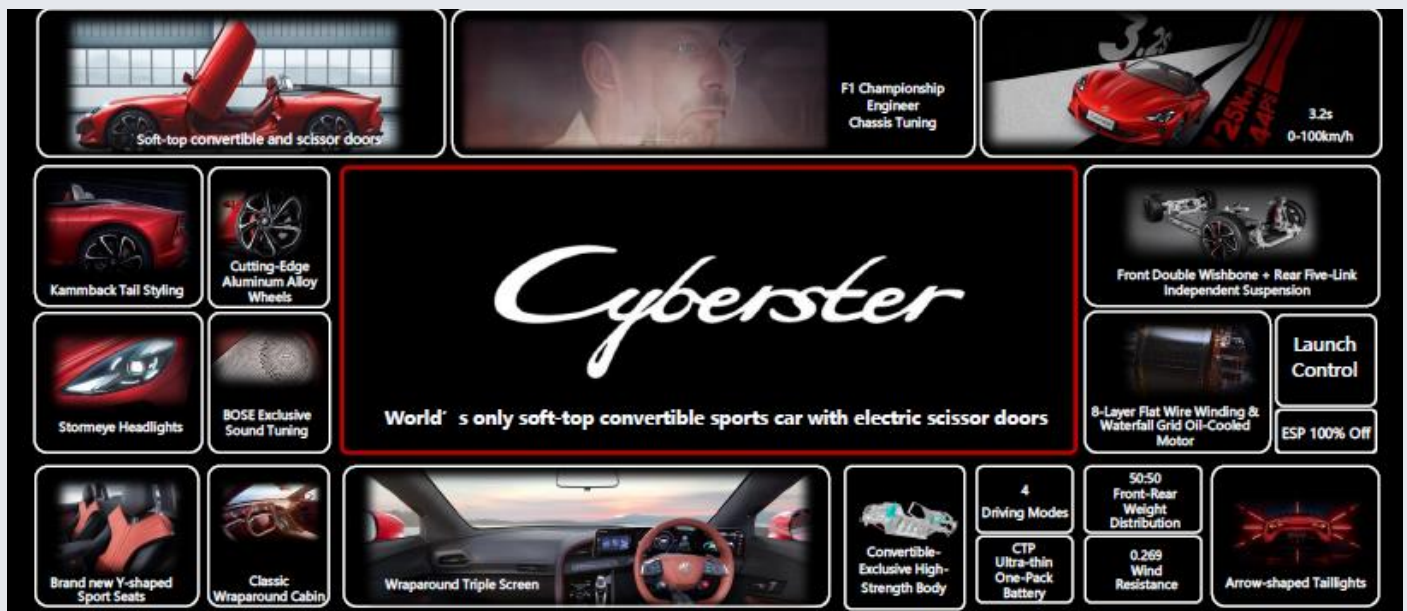 Soft-top convertible and scissor doors
F1 Championship
Engineer
Chassis Tuning
3.2s
125KM
44PS
3.2s
0-100km/h
Kammback Tail Styling
Cutting-Edge
Aluminum Alloy
Wheels
Cyberster
World´s only soft-top convertible sports car with electric scissor doors
Front Double Wishbone + Rear Five-Link
Independent Suspension
Stormeye Headlights
BOSE Exclusive
Sound Tuning
8-Layer Flat Wire Winding &
Waterfall Grid Oil-Cooled
Motor
Launch
Control
ESP 100% Off
Brand new Y-shaped
Sport Seats
Classic
Wraparound Cabin
Wraparound Triple Screen
Convertible-
Exclusive High-
Strength Body
4
Driving Modes
CTP
Ultra-thin
One-Pack
Battery
50:50
Front-Rear
Weight
Distribution
0.269
Wind
Resistance
Arrow-shaped Taillights